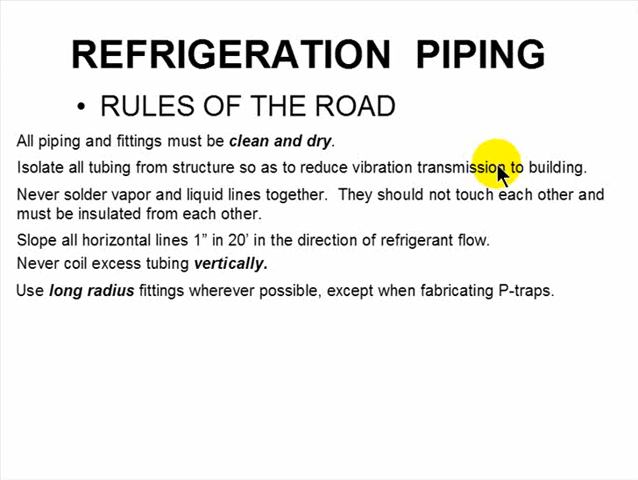 REFRIGERATION PIPING
• RULES OF THE ROAD
All piping and fittings must be clean and dry.
Isolate all tubing from structure so as to reduce vibration transmission to building.
Never solder vapor and liquid lines together. They should not touch each other and
must be insulated from each other.
Slope all horizontal lines 1” in 20’ in the direction of refrigerant flow.
Never coil excess tubing vertically.
Use long radius fittings wherever possible, except when fabricating P-traps.